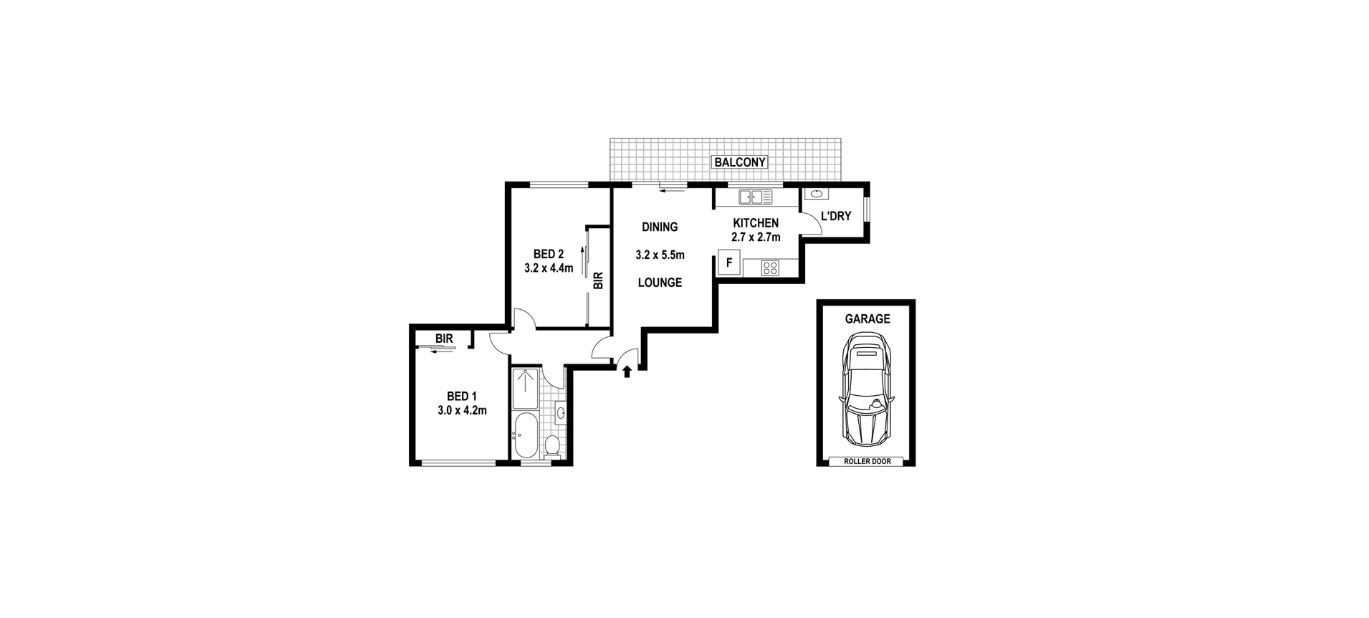 BALCONY
DINING
3.2 x 5.5m
LOUNGE
KITCHEN
2.7 x 2.7m
F
L'DRY
BED 2
3.2 x 4.4m
BIR
BIR
BED 1
3.0 x 4.2m
GARAGE
ROLLER DOOR